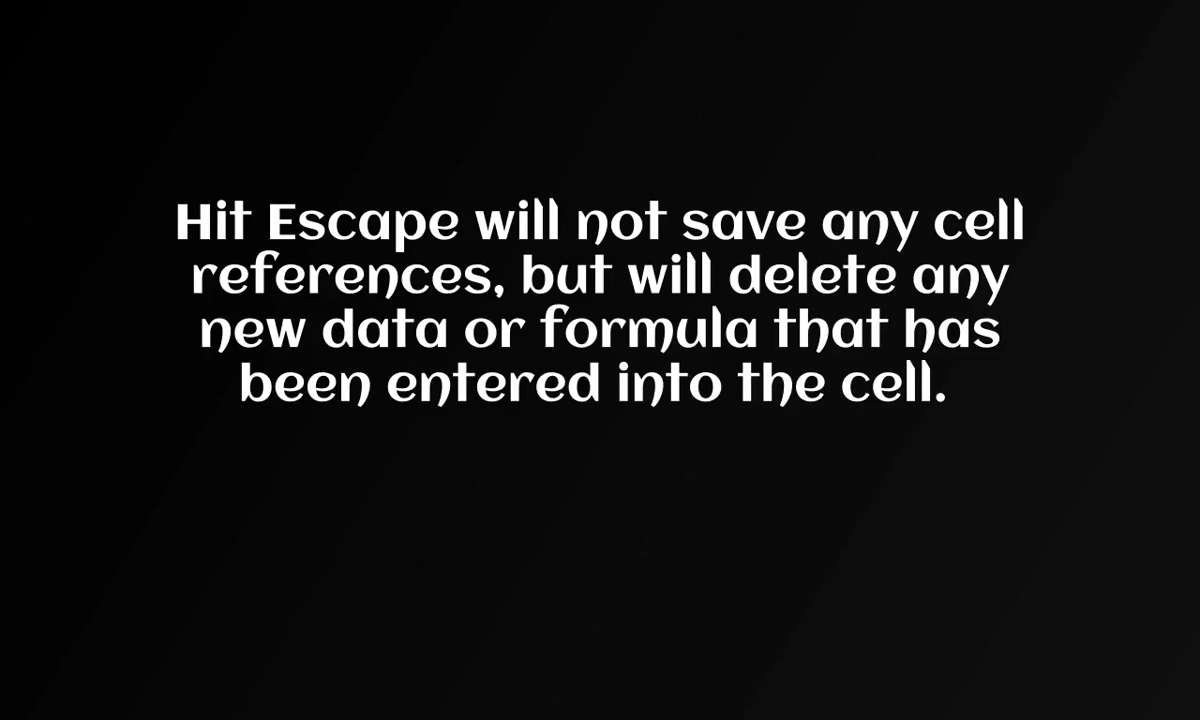 Hit Escape will not save any cell
references, but will delete any
new data or formula that has
been entered into the cell.